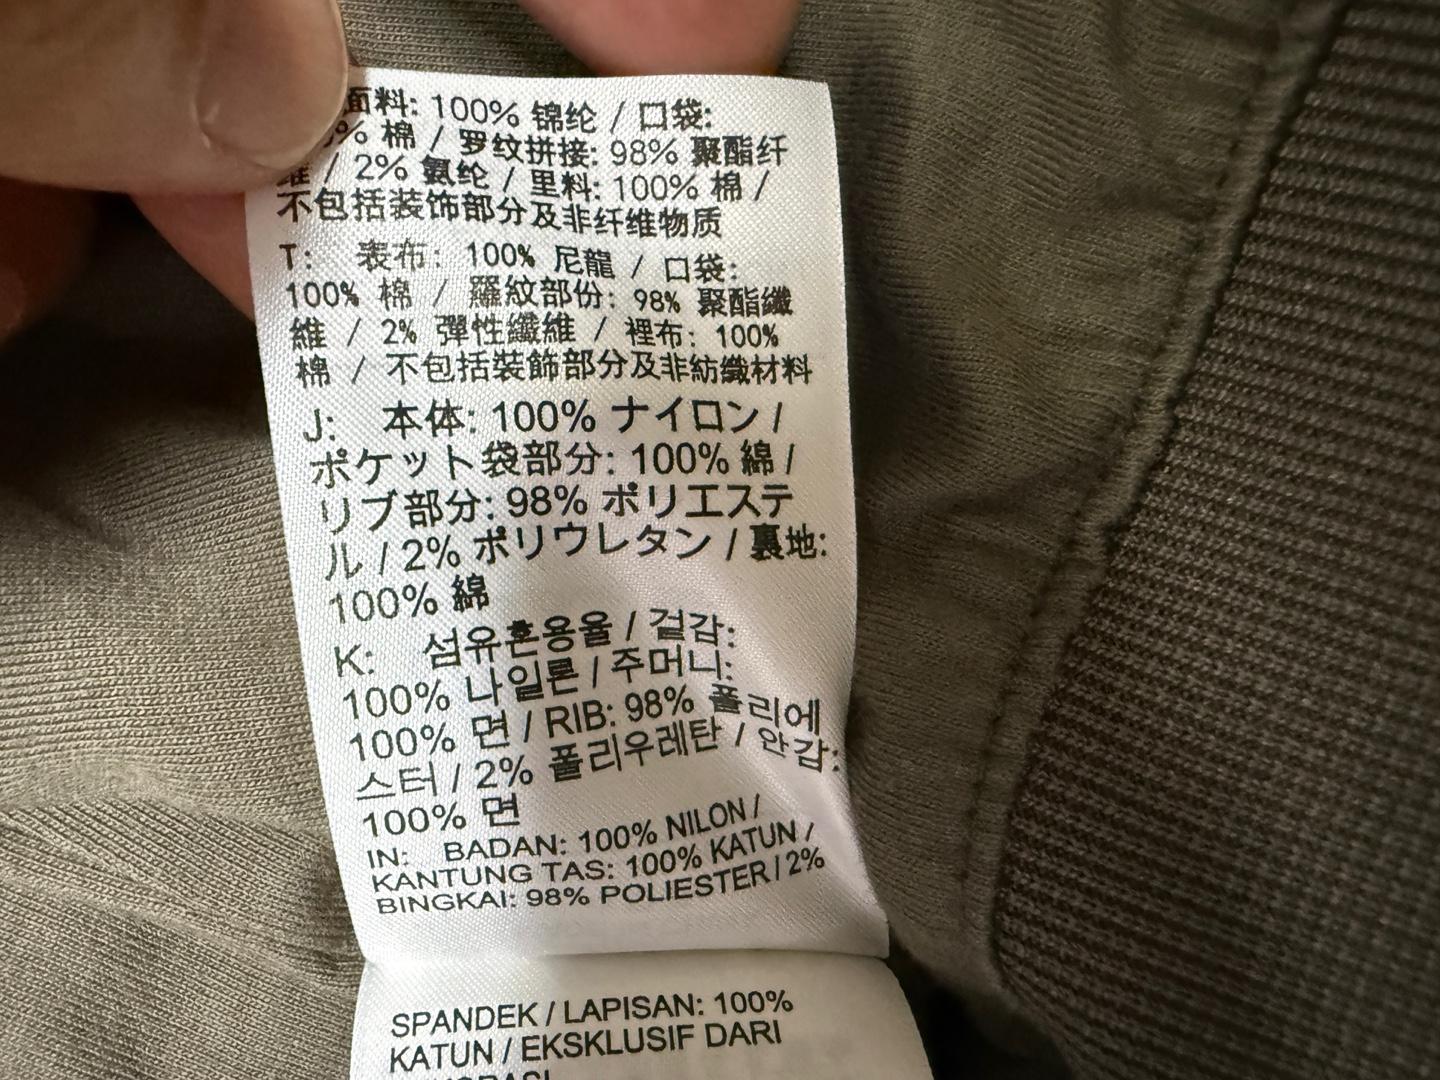 面料: 100% 锦纶 / 口袋:
% 棉 / 罗纹拼接: 98% 聚酯纤
维 / 2% 氨纶 / 里料: 100% 棉 /
不包括装饰部分及非纤维物质
T: 表布: 100% 尼龍 / 口袋:
100% 棉 / 羅紋部份: 98% 聚酯纖
維 / 2% 彈性纖維 / 裡布: 100%
棉 / 不包括裝飾部分及非紡織材料
J: 本体: 100% ナイロン /
ポケット袋部分: 100% 綿 /
リブ部分: 98% ポリエステ
ル / 2% ポリウレタン / 裏地:
100% 綿
K: 섬유혼용율 / 겉감:
100% 나일론 / 주머니:
100% 면 / RIB: 98% 폴리에
스터 / 2% 폴리우레탄 / 안감:
100% 면
IN: BADAN: 100% NILON /
KANTUNG TAS: 100% KATUN /
BINGKAI: 98% POLIESTER / 2%
SPANDEK / LAPISAN: 100%
KATUN / EKSKLUSIF DARI